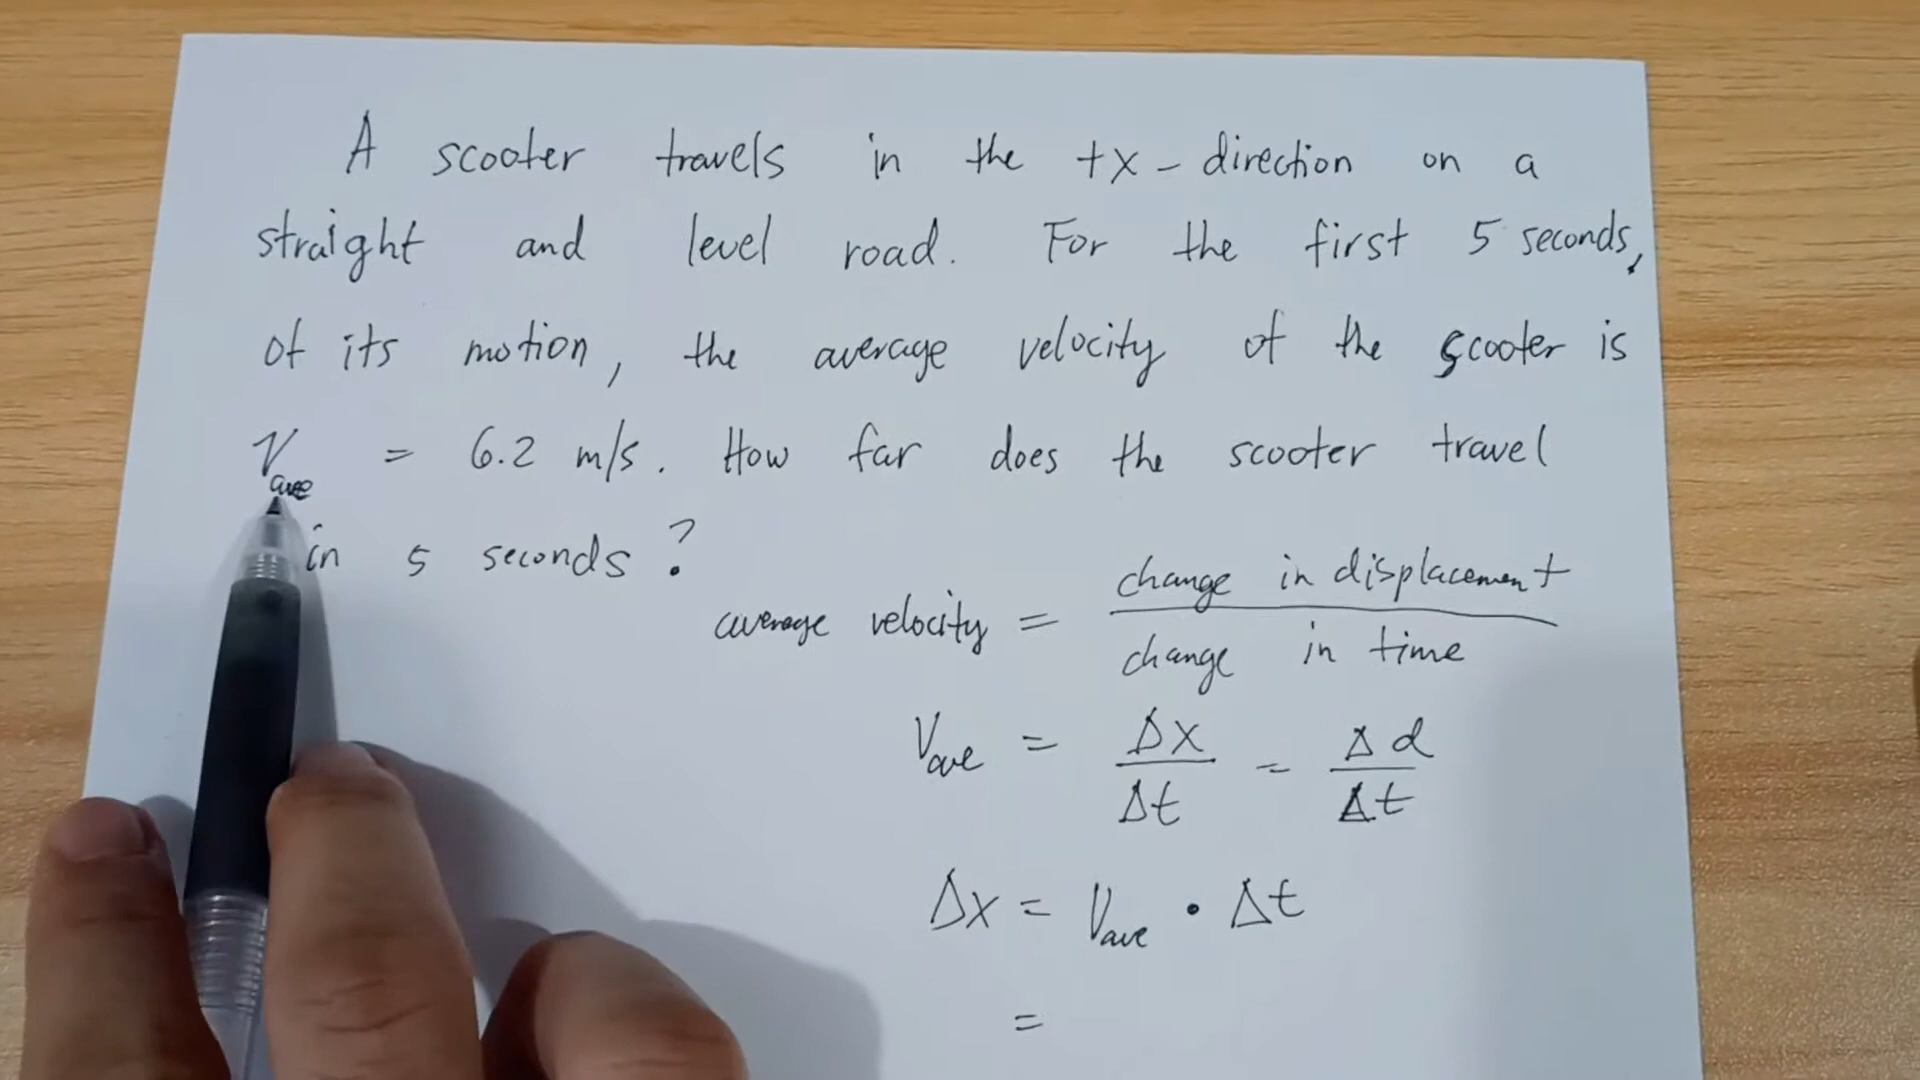 A scooter travels in the +x-direction on a
straight and level road. For the first 5 seconds,
of its motion, the average velocity of the scooter is
Vave = 6.2 m/s. How far does the scooter travel
in 5 seconds?
average velocity = change in displacement / change in time
Vave = Δx / Δt = Δd / Δt
Δx = Vave • Δt
=